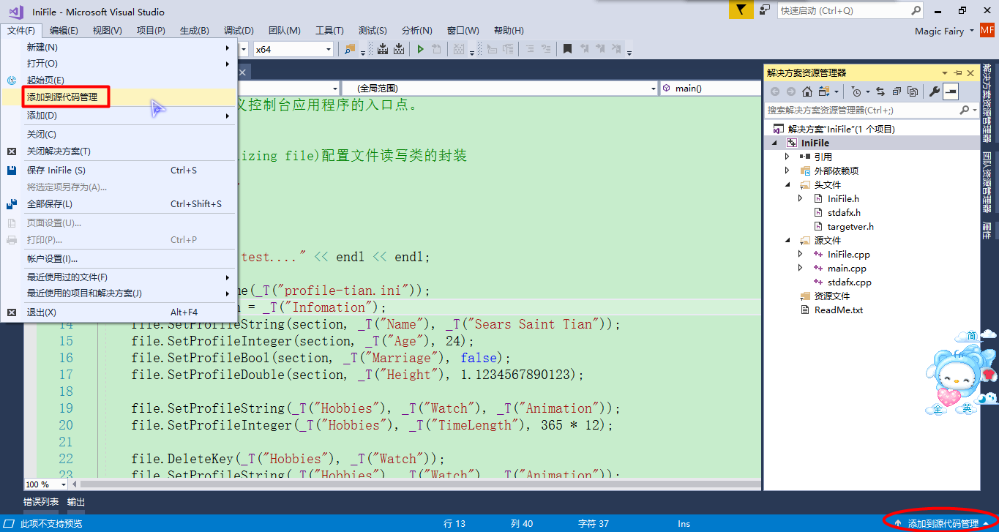 IniFile - Microsoft Visual Studio
快速启动 (Ctrl+Q)
文件(F) 编辑(E) 视图(V) 项目(P) 生成(B) 调试(D) 团队(M) 工具(T) 测试(S) 分析(N) 窗口(W) 帮助(H)
Magic Fairy MF
x64
新建(N)
打开(O)
起始页(E)
添加到源代码管理
添加(D)
关闭(C)
关闭解决方案(T)
保存 IniFile (S) Ctrl+S
将选定项另存为(A)...
全部保存(L) Ctrl+Shift+S
页面设置(U)...
打印(P)... Ctrl+P
帐户设置(I)...
最近使用过的文件(F)
最近使用的项目和解决方案(J)
退出(X) Alt+F4
(全局范围) main()
义控制台应用程序的入口点。
lizing file)配置文件读写类的封装
test...." << endl << endl;
(_T("profile-tian.ini"));
= _T("Infomation");
14 file.SetProfileString(section, _T("Name"), _T("Sears Saint Tian"));
15 file.SetProfileInteger(section, _T("Age"), 24);
16 file.SetProfileBool(section, _T("Marriage"), false);
17 file.SetProfileDouble(section, _T("Height"), 1.1234567890123);
18
19 file.SetProfileString(_T("Hobbies"), _T("Watch"), _T("Animation"));
20 file.SetProfileInteger(_T("Hobbies"), _T("TimeLength"), 365 * 12);
21
22 file.DeleteKey(_T("Hobbies"), _T("Watch"));
23 file.SetProfileString(_T("Hobbies"), _T("Watch"), _T("Animation"));
100 %
解决方案资源管理器
搜索解决方案资源管理器(Ctrl+;)
解决方案"IniFile"(1 个项目)
IniFile
引用
外部依赖项
头文件
IniFile.h
stdafx.h
targetver.h
源文件
IniFile.cpp
main.cpp
stdafx.cpp
资源文件
ReadMe.txt
解决方案资源管理器
团队资源管理器
属性
简
全 英
错误列表 输出
此项不支持预览 行 13 列 40 字符 37 Ins 添加到源代码管理